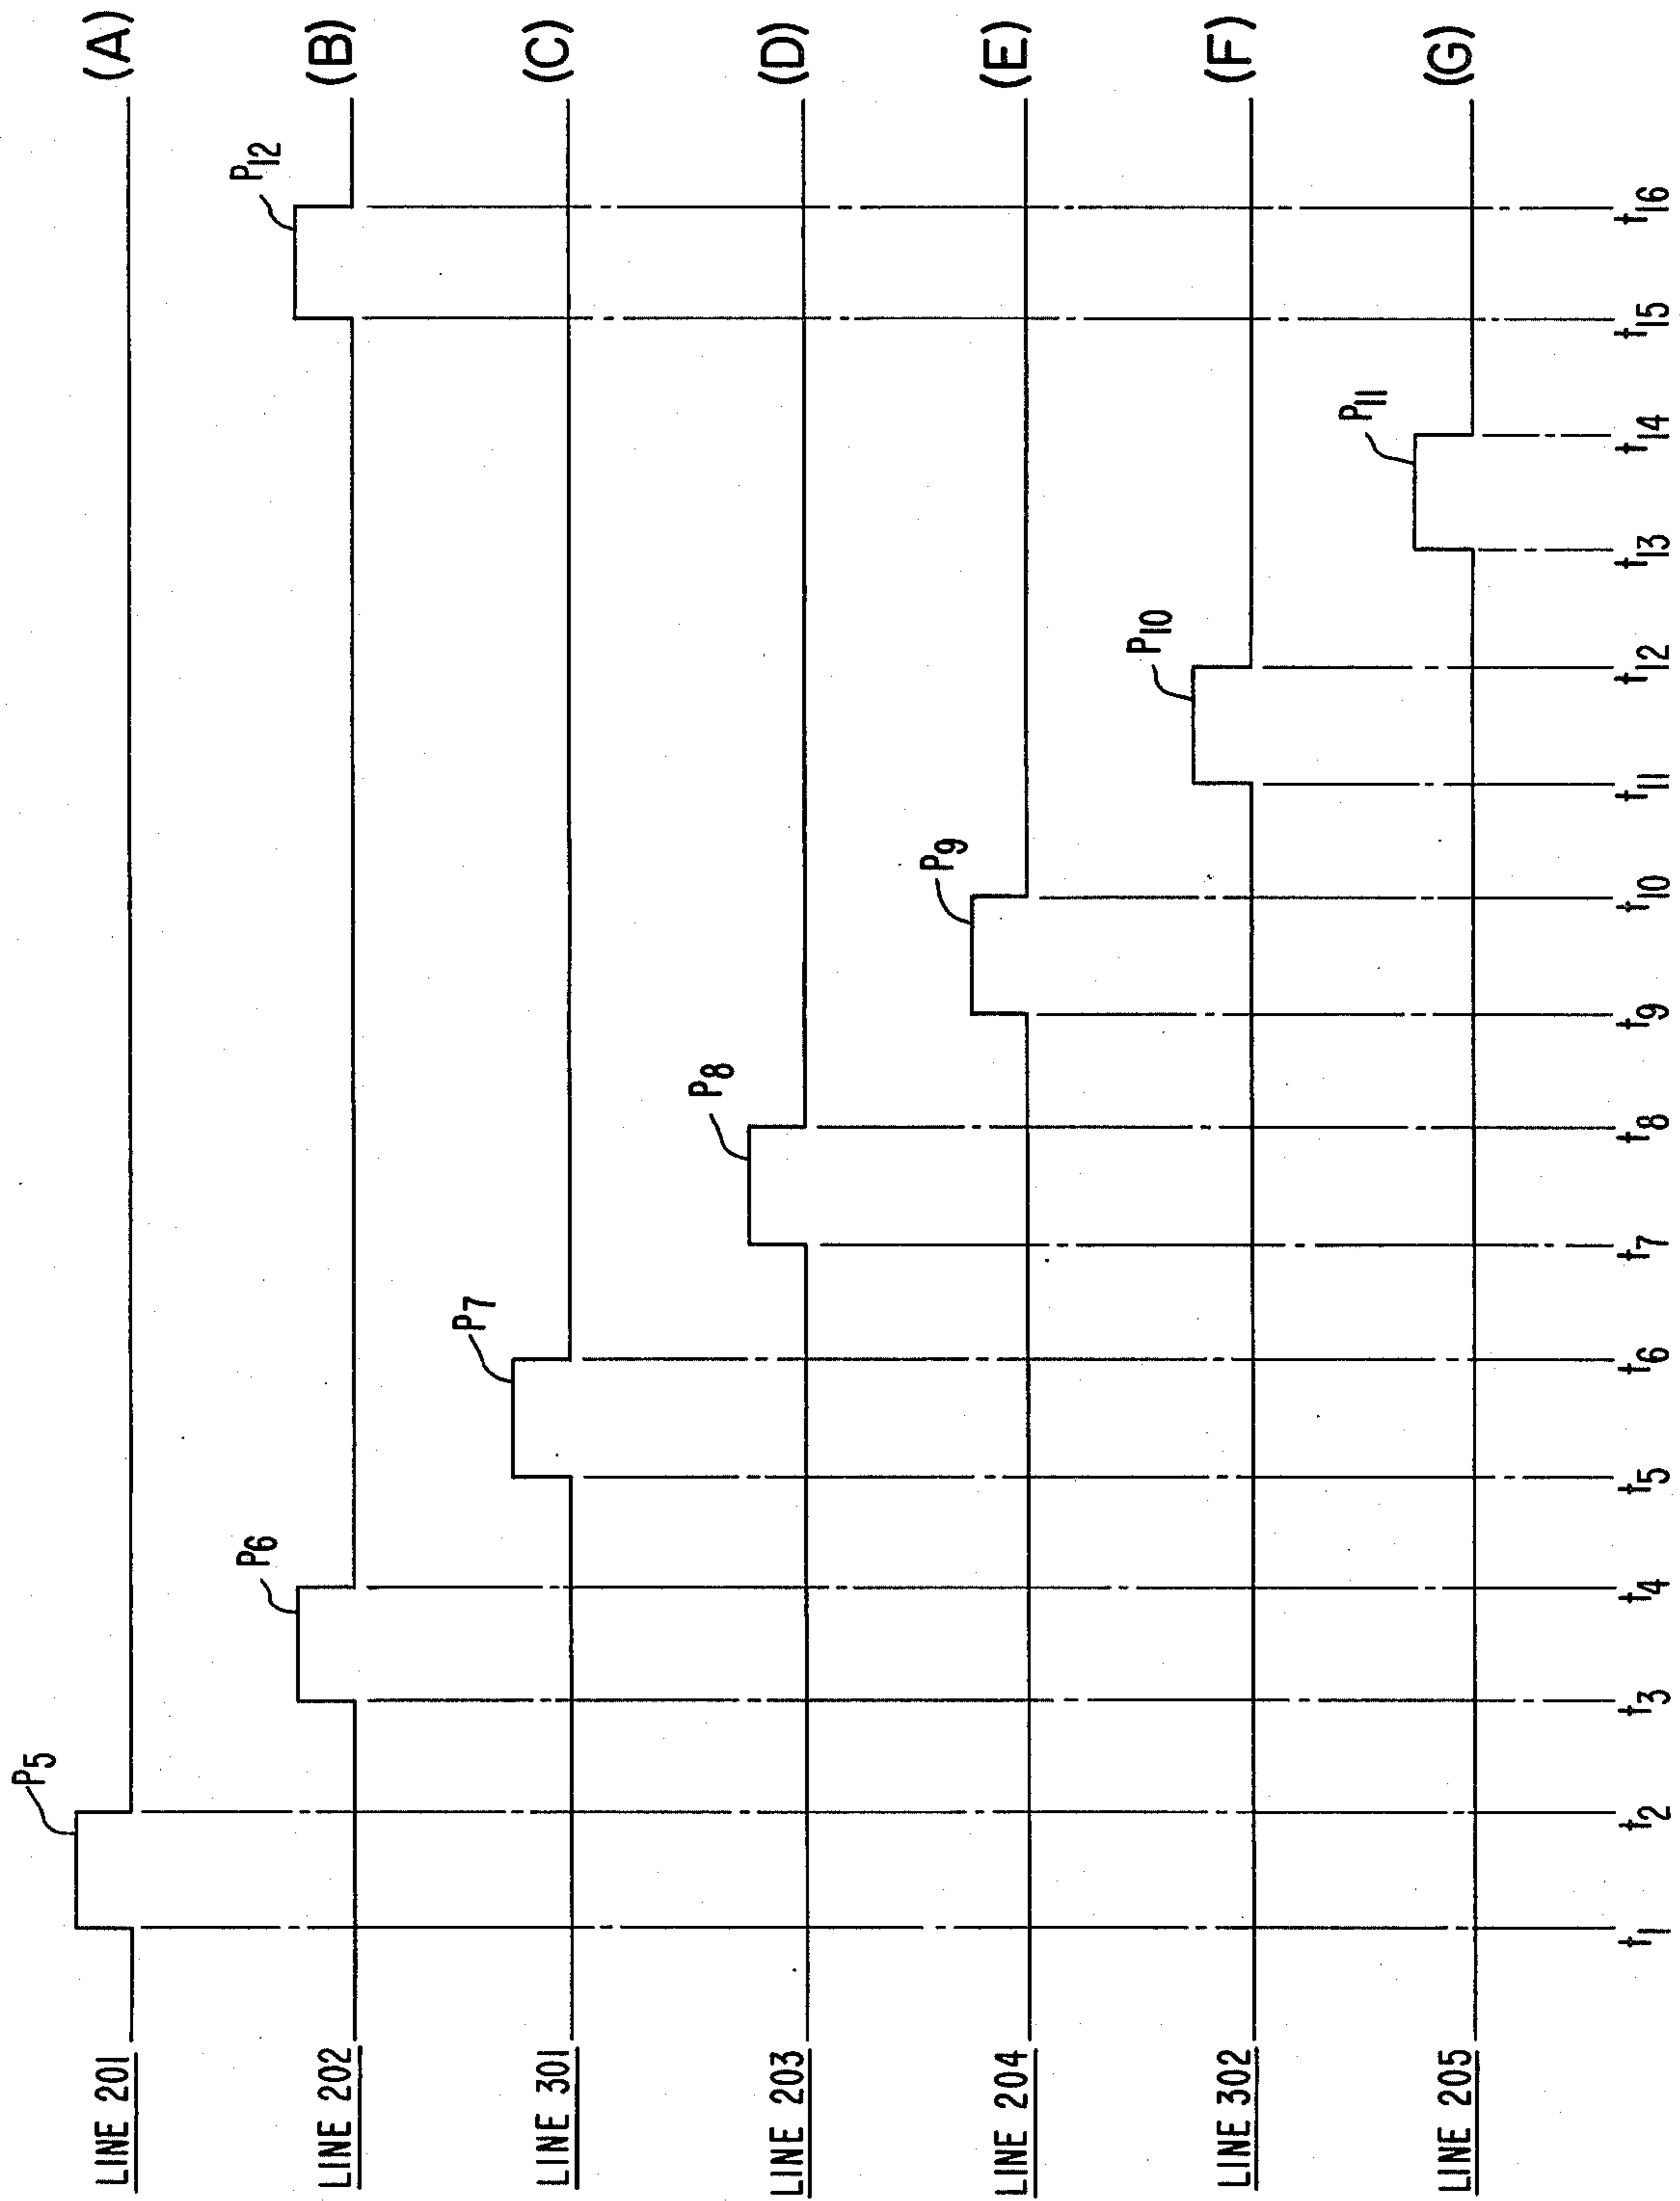 LINE 201 P5 (A)
LINE 202 P6 P12 (B)
LINE 301 P7 (C)
LINE 203 P8 (D)
LINE 204 P9 (E)
LINE 302 P10 (F)
LINE 205 P11 (G)
t1 t2 t3 t4 t5 t6 t7 t8 t9 t10 t11 t12 t13 t14 t15 t16